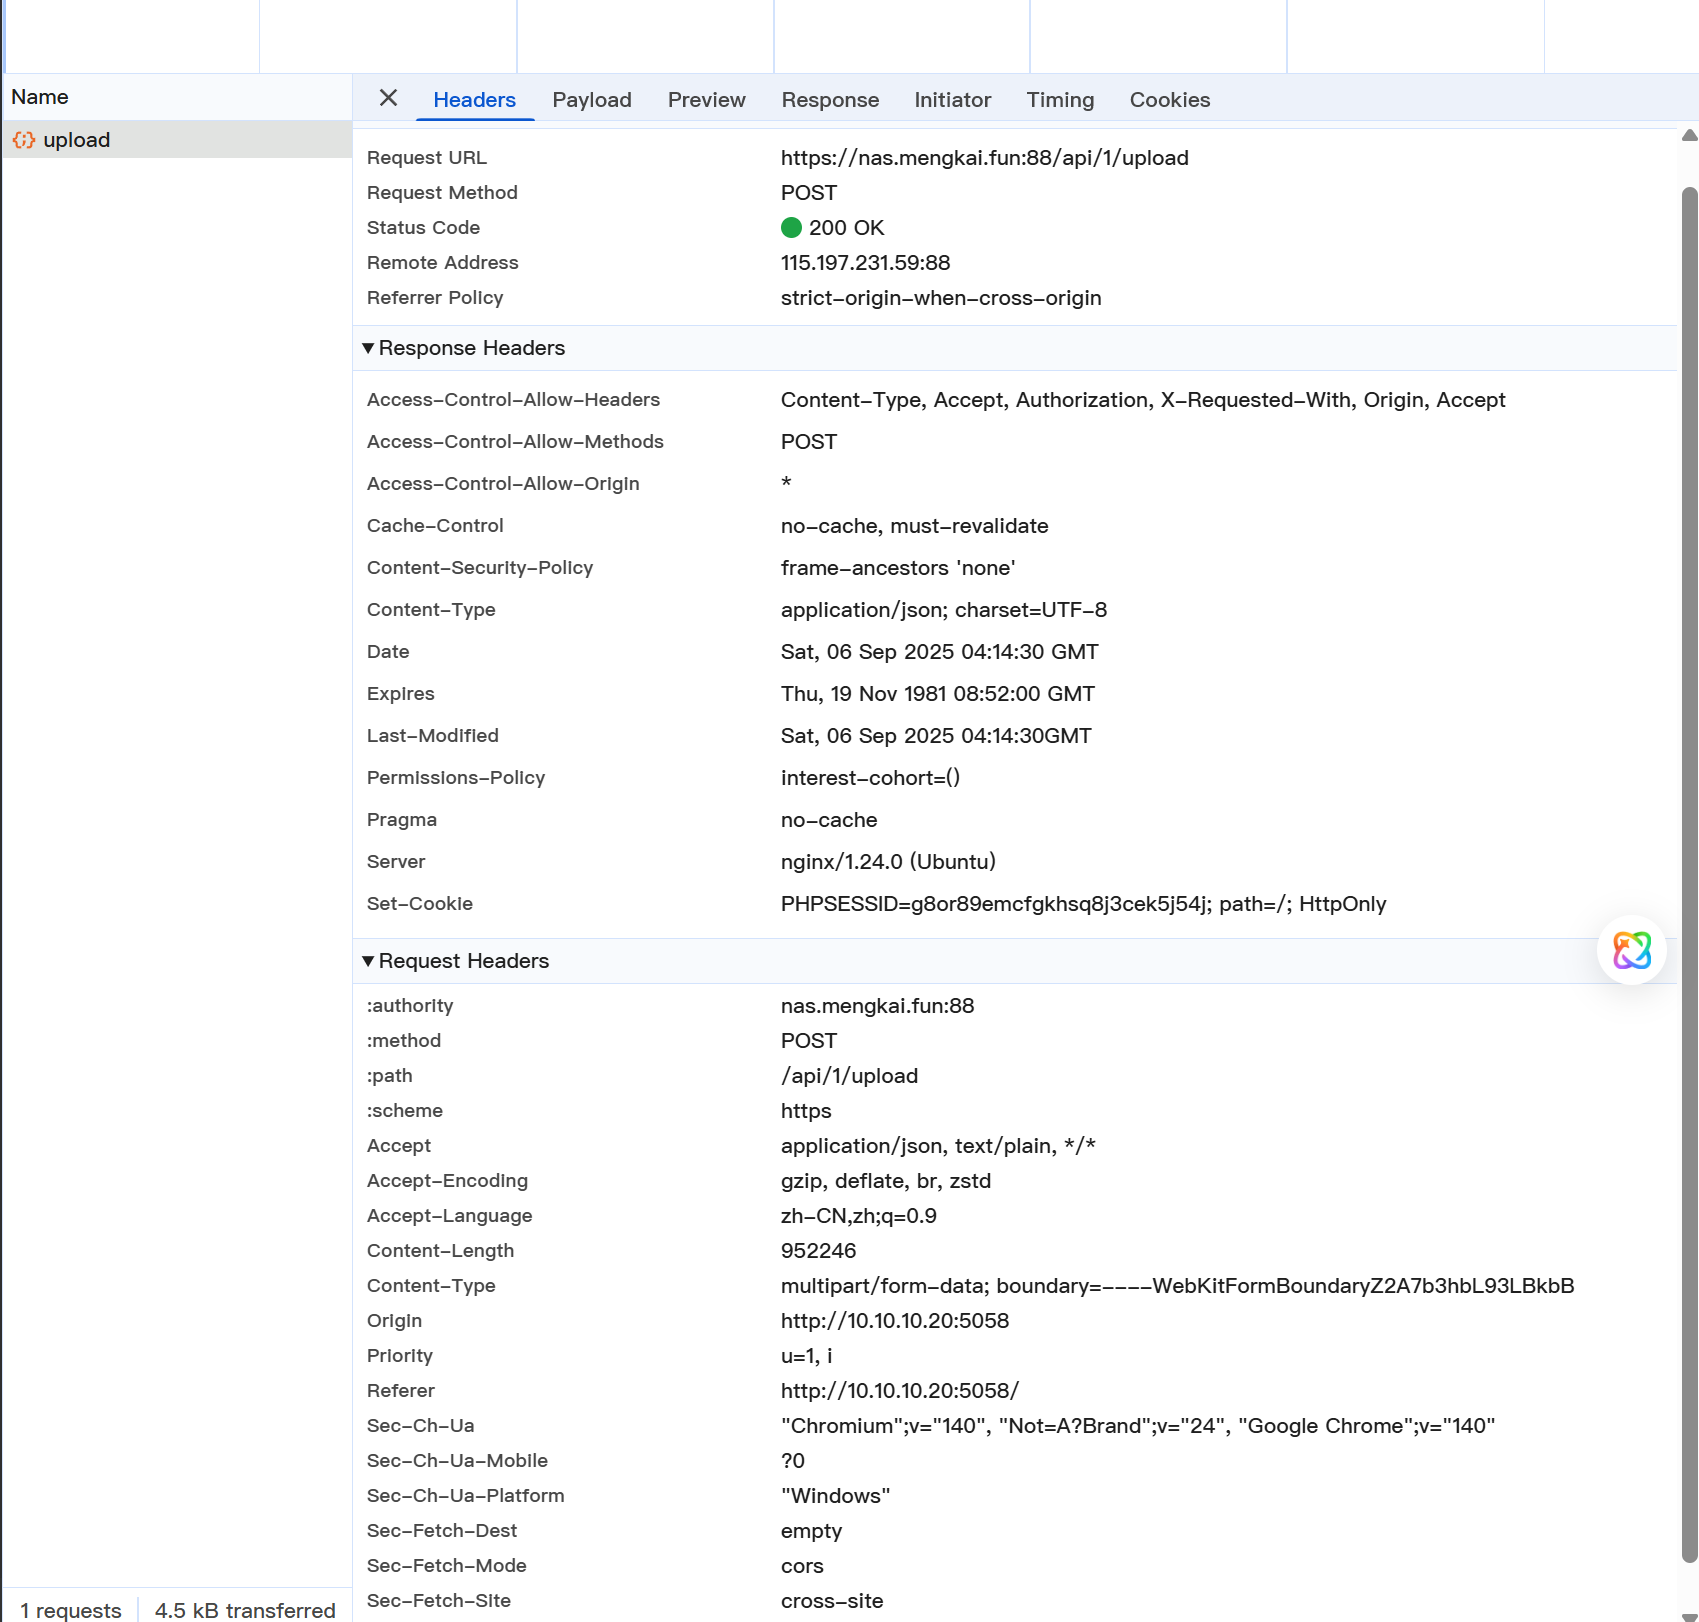 Name
Headers Payload Preview Response Initiator Timing Cookies
upload
Request URL https://nas.mengkai.fun:88/api/1/upload
Request Method POST
Status Code 200 OK
Remote Address 115.197.231.59:88
Referrer Policy strict-origin-when-cross-origin
Response Headers
Access-Control-Allow-Headers Content-Type, Accept, Authorization, X-Requested-With, Origin, Accept
Access-Control-Allow-Methods POST
Access-Control-Allow-Origin *
Cache-Control no-cache, must-revalidate
Content-Security-Policy frame-ancestors 'none'
Content-Type application/json; charset=UTF-8
Date Sat, 06 Sep 2025 04:14:30 GMT
Expires Thu, 19 Nov 1981 08:52:00 GMT
Last-Modified Sat, 06 Sep 2025 04:14:30GMT
Permissions-Policy interest-cohort=()
Pragma no-cache
Server nginx/1.24.0 (Ubuntu)
Set-Cookie PHPSESSID=g8or89emcfgkhsq8j3cek5j54j; path=/; HttpOnly
Request Headers
:authority nas.mengkai.fun:88
:method POST
:path /api/1/upload
:scheme https
Accept application/json, text/plain, */*
Accept-Encoding gzip, deflate, br, zstd
Accept-Language zh-CN,zh;q=0.9
Content-Length 952246
Content-Type multipart/form-data; boundary=----WebKitFormBoundaryZ2A7b3hbL93LBkbB
Origin http://10.10.10.20:5058
Priority u=1, i
Referer http://10.10.10.20:5058/
Sec-Ch-Ua "Chromium";v="140", "Not=A?Brand";v="24", "Google Chrome";v="140"
Sec-Ch-Ua-Mobile ?0
Sec-Ch-Ua-Platform "Windows"
Sec-Fetch-Dest empty
Sec-Fetch-Mode cors
Sec-Fetch-Site cross-site
1 requests 4.5 kB transferred